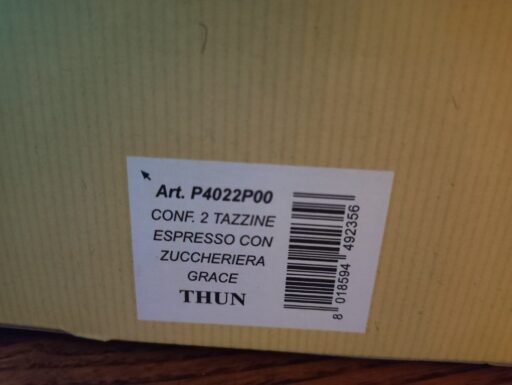 Art. P4022P00
CONF. 2 TAZZINE
ESPRESSO CON
ZUCCHERIERA
GRACE
THUN
8 018594 492356